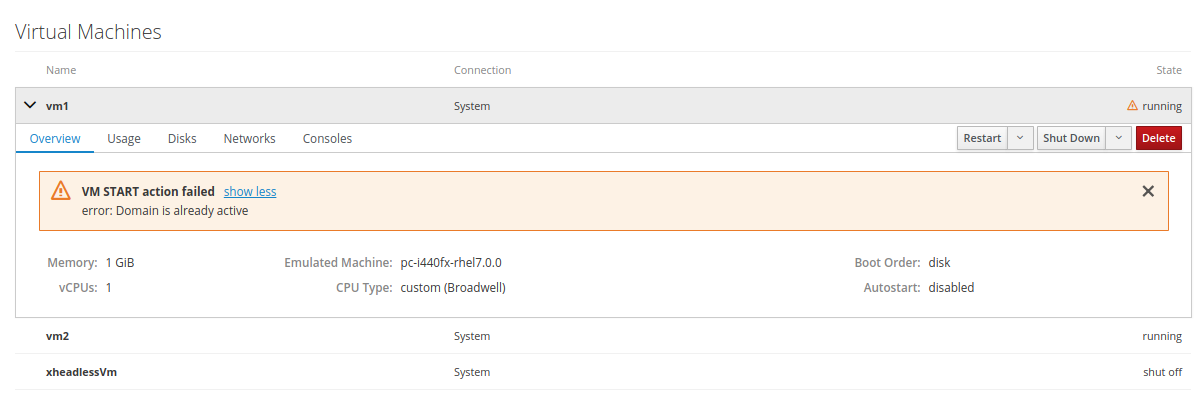 Virtual Machines
Name Connection State
vm1 System running
Overview Usage Disks Networks Consoles Restart Shut Down Delete
VM START action failed show less
error: Domain is already active
Memory: 1 GiB Emulated Machine: pc-i440fx-rhel7.0.0 Boot Order: disk
vCPUs: 1 CPU Type: custom (Broadwell) Autostart: disabled
vm2 System running
xheadlessVm System shut off